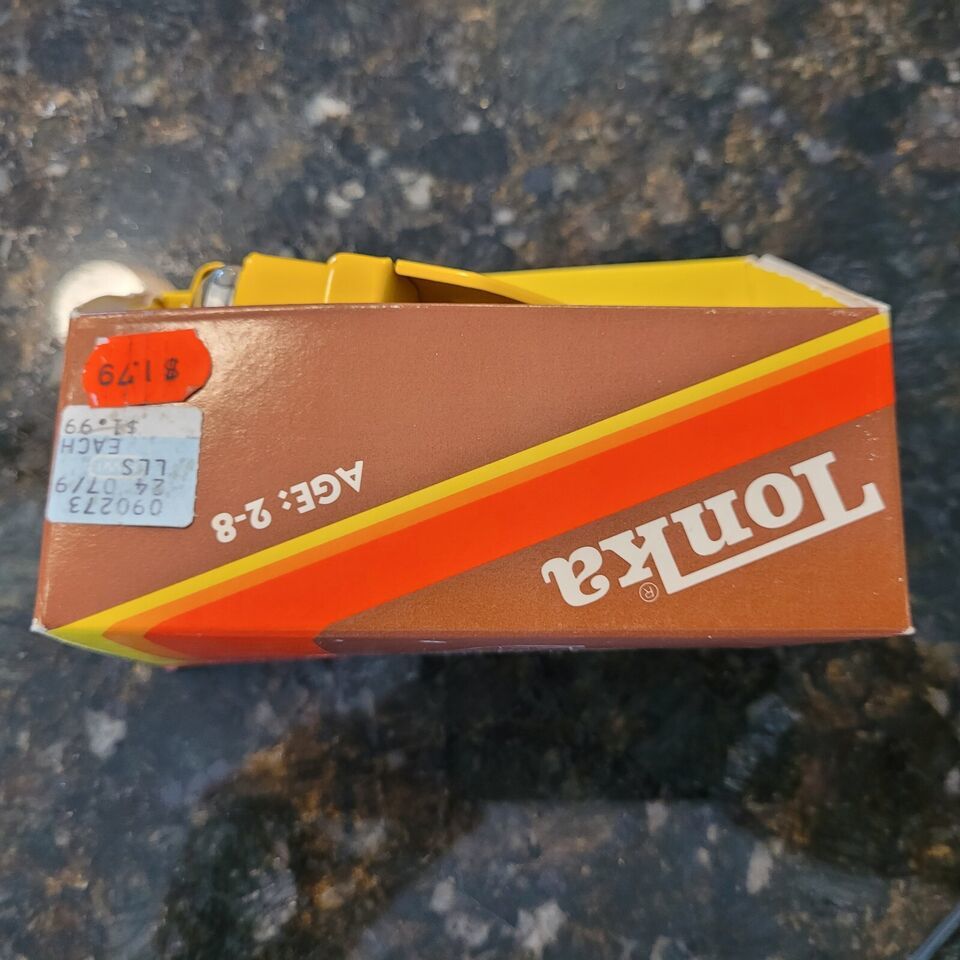 Tonka®
AGE: 2-8
090273
24 07/9
LLS
EACH
$1.99
$1.79